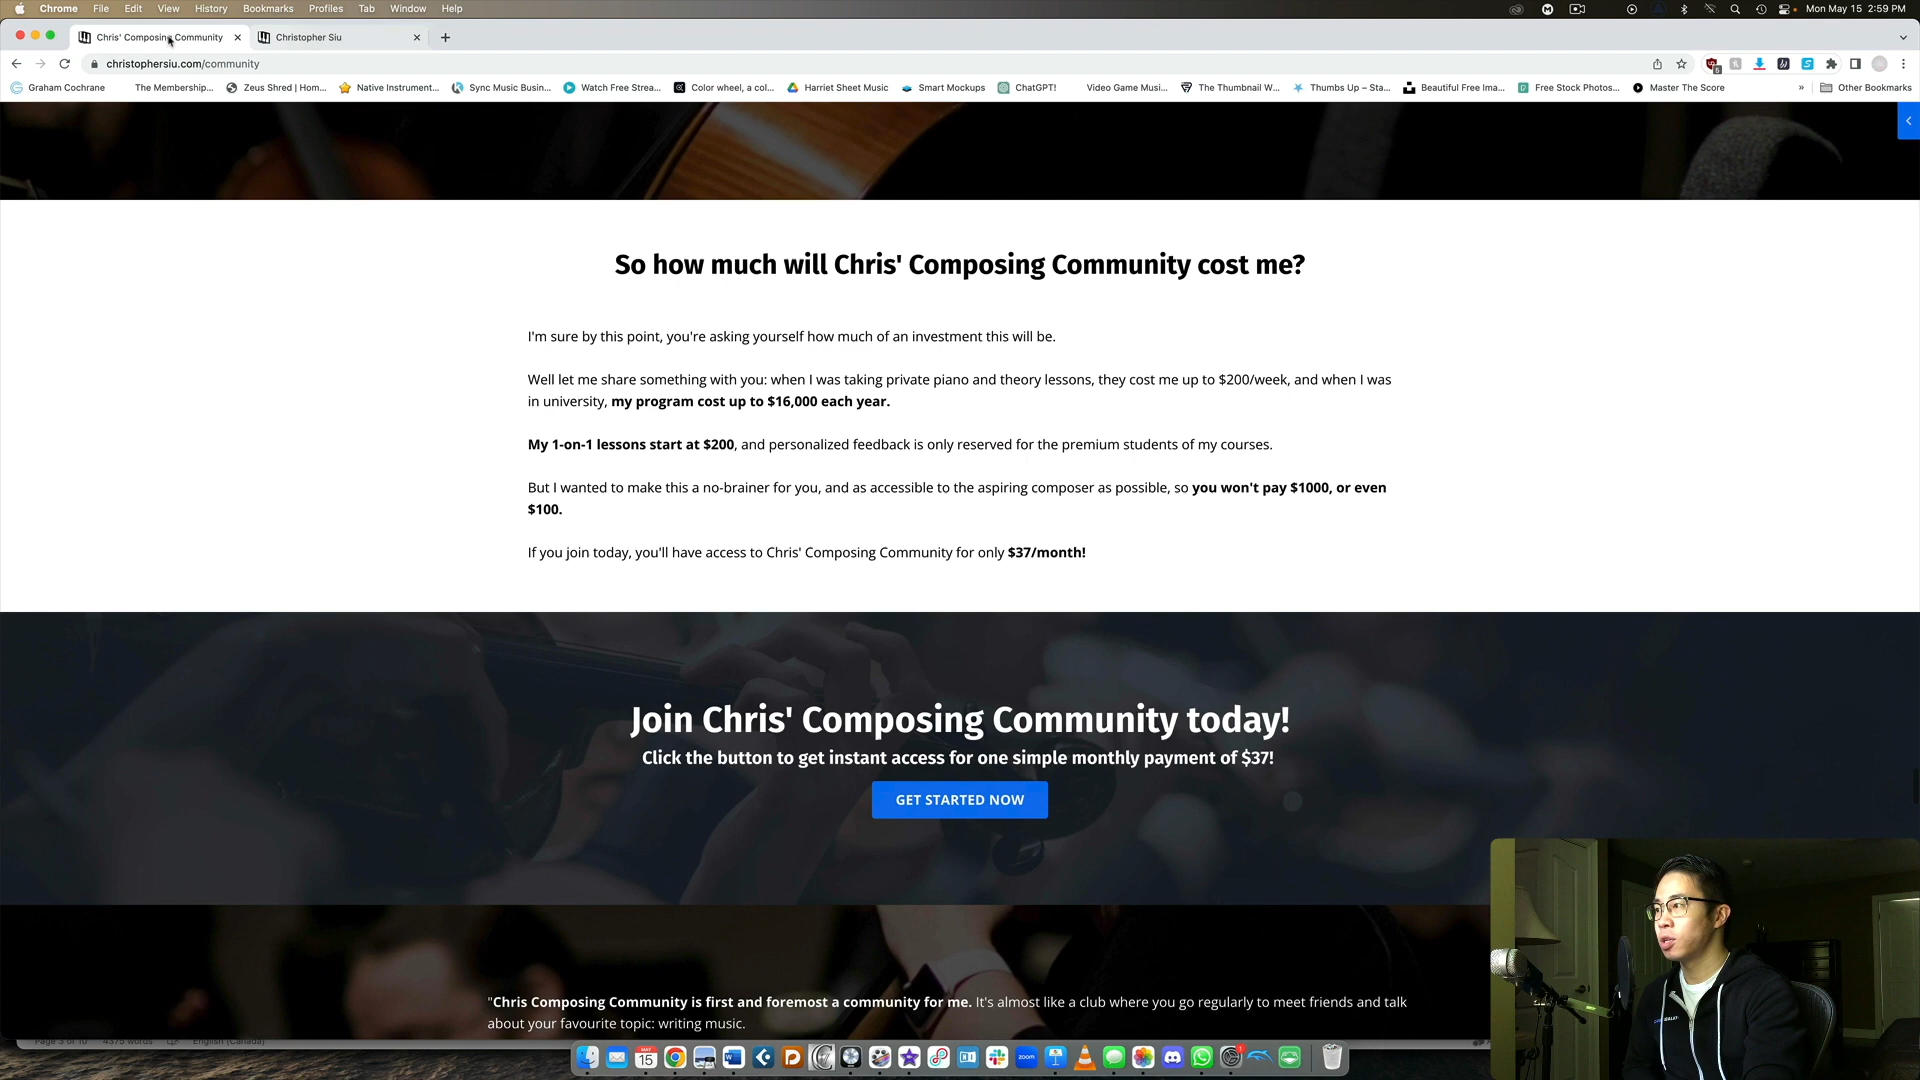 Chrome File Edit View History Bookmarks Profiles Tab Window Help Mon May 15 2:59 PM
Chris' Composing Community Christopher Siu
christophersiu.com/community
Graham Cochrane The Membership... Zeus Shred | Hom... Native Instrument... Sync Music Busin... Watch Free Strea... Color wheel, a col... Harriet Sheet Music Smart Mockups ChatGPT! Video Game Musi... The Thumbnail W... Thumbs Up – Sta... Beautiful Free Ima... Free Stock Photos... Master The Score » Other Bookmarks
So how much will Chris' Composing Community cost me?
I'm sure by this point, you're asking yourself how much of an investment this will be.
Well let me share something with you: when I was taking private piano and theory lessons, they cost me up to $200/week, and when I was
in university, my program cost up to $16,000 each year.
My 1-on-1 lessons start at $200, and personalized feedback is only reserved for the premium students of my courses.
But I wanted to make this a no-brainer for you, and as accessible to the aspiring composer as possible, so you won't pay $1000, or even
$100.
If you join today, you'll have access to Chris' Composing Community for only $37/month!
Join Chris' Composing Community today!
Click the button to get instant access for one simple monthly payment of $37!
GET STARTED NOW
"Chris Composing Community is first and foremost a community for me. It's almost like a club where you go regularly to meet friends and talk
about your favourite topic: writing music.
Page 3 of 10 4375 words English (Canada)
MAY
15
zoom